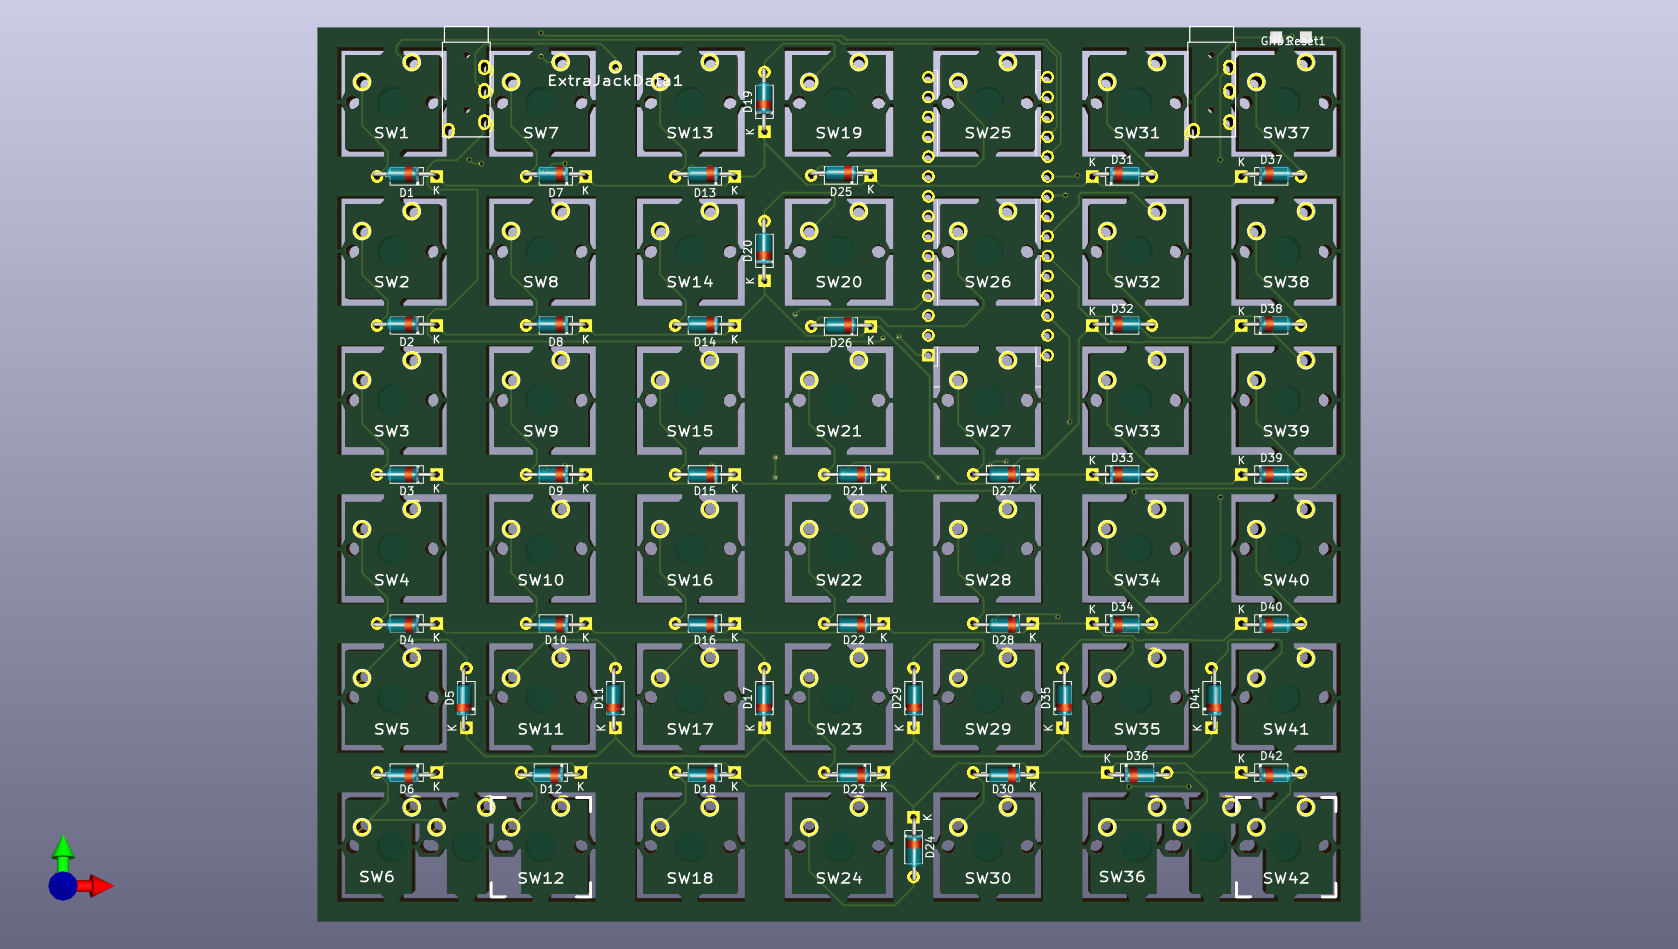 GND1 Reset1
ExtraJackData1
D19
K
SW1 SW7 SW13 SW19 SW25 SW31 SW37
K K D31 D37
K K K K
D1 D7 D13 D25
D20
K
SW2 SW8 SW14 SW20 SW26 SW32 SW38
K D32 K D38
K K K K
D2 D8 D14 D26
SW3 SW9 SW15 SW21 SW27 SW33 SW39
K D33 K D39
K K K K K
D3 D9 D15 D21 D27
SW4 SW10 SW16 SW22 SW28 SW34 SW40
K D34 K D40
K K K K K
D4 D10 D16 D22 D28
D5 D11 D17 D29 D35 D41
K K K K K K
SW5 SW11 SW17 SW23 SW29 SW35 SW41
K D36 K D42
K K K K K
D6 D12 D18 D23 D30
K
D24
SW6 SW12 SW18 SW24 SW30 SW36 SW42